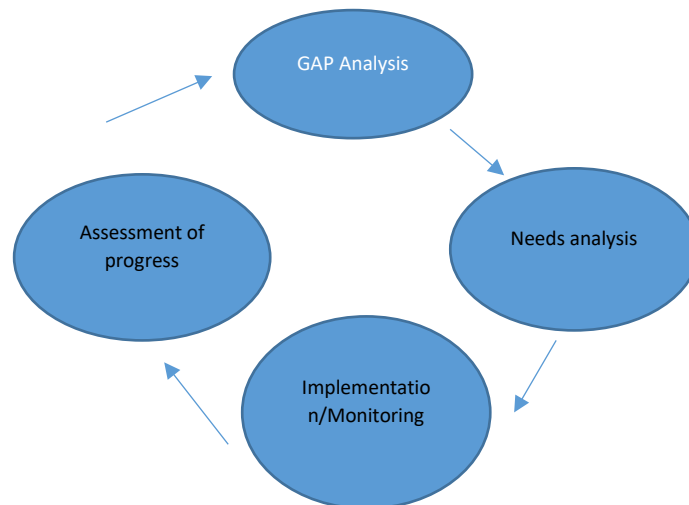 GAP Analysis
Needs analysis
Implementatio
n/Monitoring
Assessment of
progress